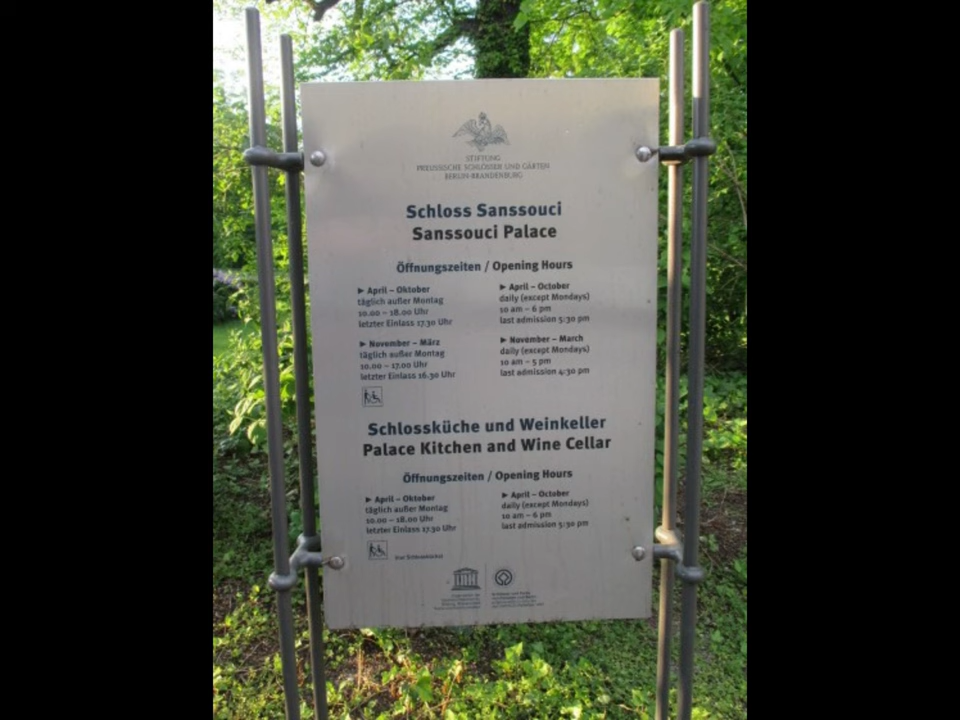 STIFTUNG
PREUSSISCHE SCHLÖSSER UND GÄRTEN
BERLIN-BRANDENBURG
Schloss Sanssouci
Sanssouci Palace
Öffnungszeiten / Opening Hours
▶ April – Oktober
täglich außer Montag
10.00 – 18.00 Uhr
letzter Einlass 17.30 Uhr
▶ April – October
daily (except Mondays)
10 am – 6 pm
last admission 5:30 pm
▶ November – März
täglich außer Montag
10.00 – 17.00 Uhr
letzter Einlass 16.30 Uhr
▶ November – March
daily (except Mondays)
10 am – 5 pm
last admission 4:30 pm
Schlossküche und Weinkeller
Palace Kitchen and Wine Cellar
Öffnungszeiten / Opening Hours
▶ April – Oktober
täglich außer Montag
10.00 – 18.00 Uhr
letzter Einlass 17.30 Uhr
▶ April – October
daily (except Mondays)
10 am – 6 pm
last admission 5:30 pm